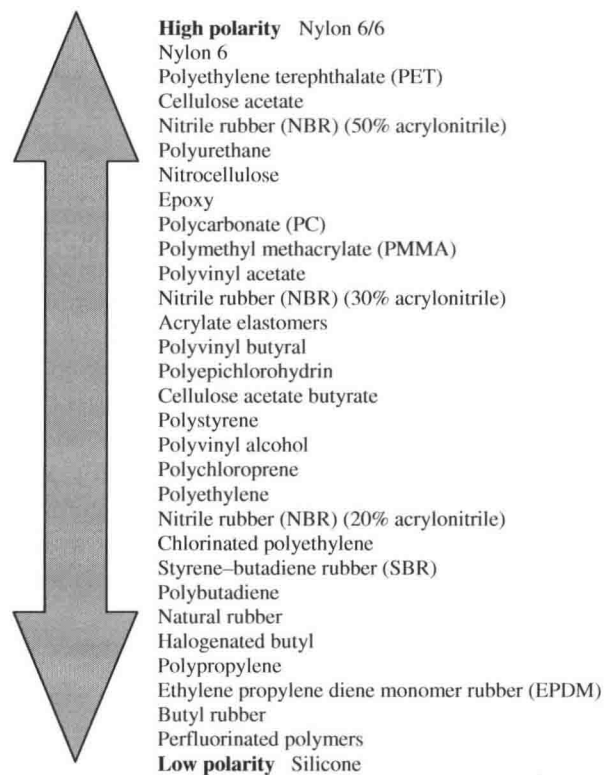 High polarity Nylon 6/6
Nylon 6
Polyethylene terephthalate (PET)
Cellulose acetate
Nitrile rubber (NBR) (50% acrylonitrile)
Polyurethane
Nitrocellulose
Epoxy
Polycarbonate (PC)
Polymethyl methacrylate (PMMA)
Polyvinyl acetate
Nitrile rubber (NBR) (30% acrylonitrile)
Acrylate elastomers
Polyvinyl butyral
Polyepichlorohydrin
Cellulose acetate butyrate
Polystyrene
Polyvinyl alcohol
Polychloroprene
Polyethylene
Nitrile rubber (NBR) (20% acrylonitrile)
Chlorinated polyethylene
Styrene–butadiene rubber (SBR)
Polybutadiene
Natural rubber
Halogenated butyl
Polypropylene
Ethylene propylene diene monomer rubber (EPDM)
Butyl rubber
Perfluorinated polymers
Low polarity Silicone